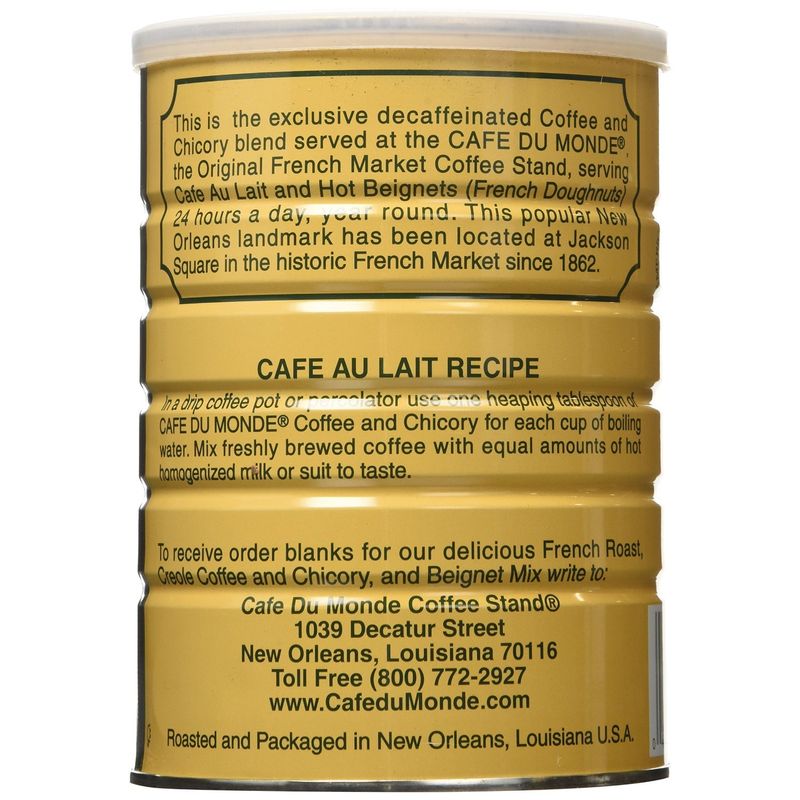 This is the exclusive decaffeinated Coffee and
Chicory blend served at the CAFE DU MONDE®,
the Original French Market Coffee Stand, serving
Cafe Au Lait and Hot Beignets (French Doughnuts)
24 hours a day, year round. This popular New
Orleans landmark has been located at Jackson
Square in the historic French Market since 1862.
CAFE AU LAIT RECIPE
In a drip coffee pot or percolator use one heaping tablespoon of
CAFE DU MONDE® Coffee and Chicory for each cup of boiling
water. Mix freshly brewed coffee with equal amounts of hot
homogenized milk or suit to taste.
To receive order blanks for our delicious French Roast,
Creole Coffee and Chicory, and Beignet Mix write to:
Cafe Du Monde Coffee Stand®
1039 Decatur Street
New Orleans, Louisiana 70116
Toll Free (800) 772-2927
www.CafeduMonde.com
Roasted and Packaged in New Orleans, Louisiana U.S.A.